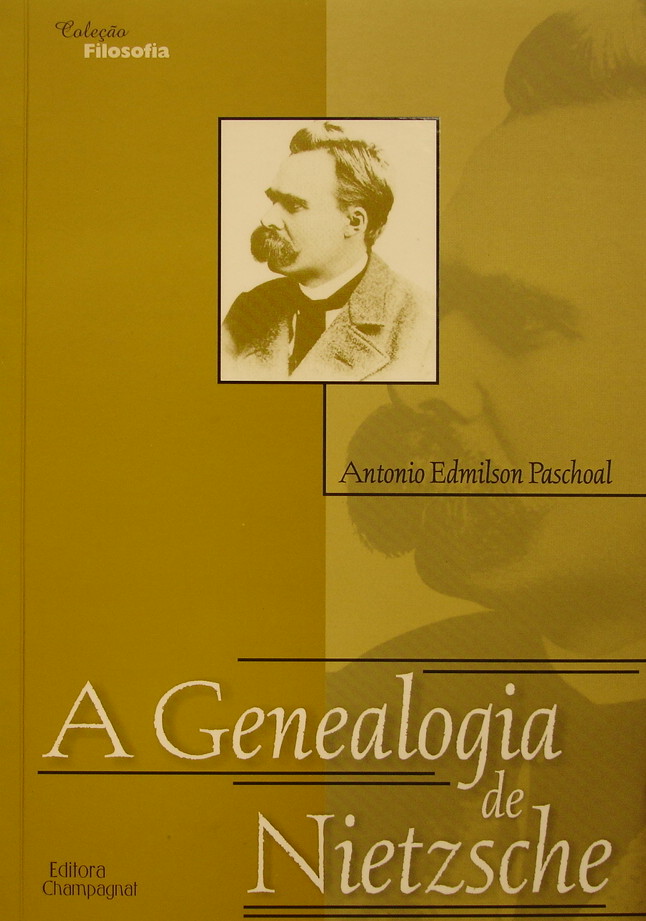 Coleção
Filosofia
Antonio Edmilson Paschoal
A Genealogia
de
Nietzsche
Editora
Champagnat